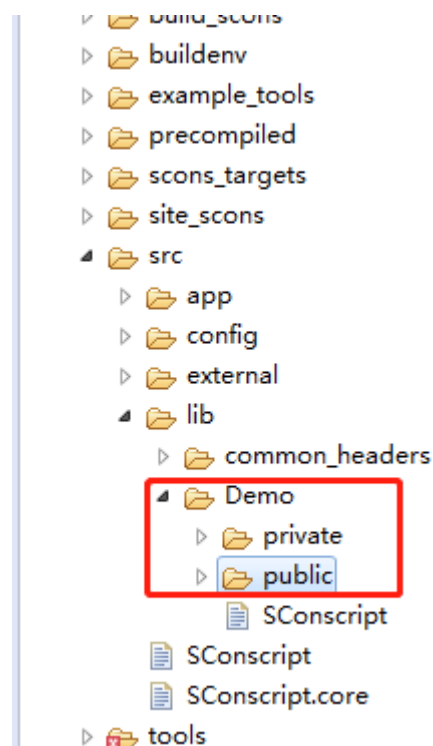 build_scons
buildenv
example_tools
precompiled
scons_targets
site_scons
src
app
config
external
lib
common_headers
Demo
private
public
SConscript
SConscript
SConscript.core
tools